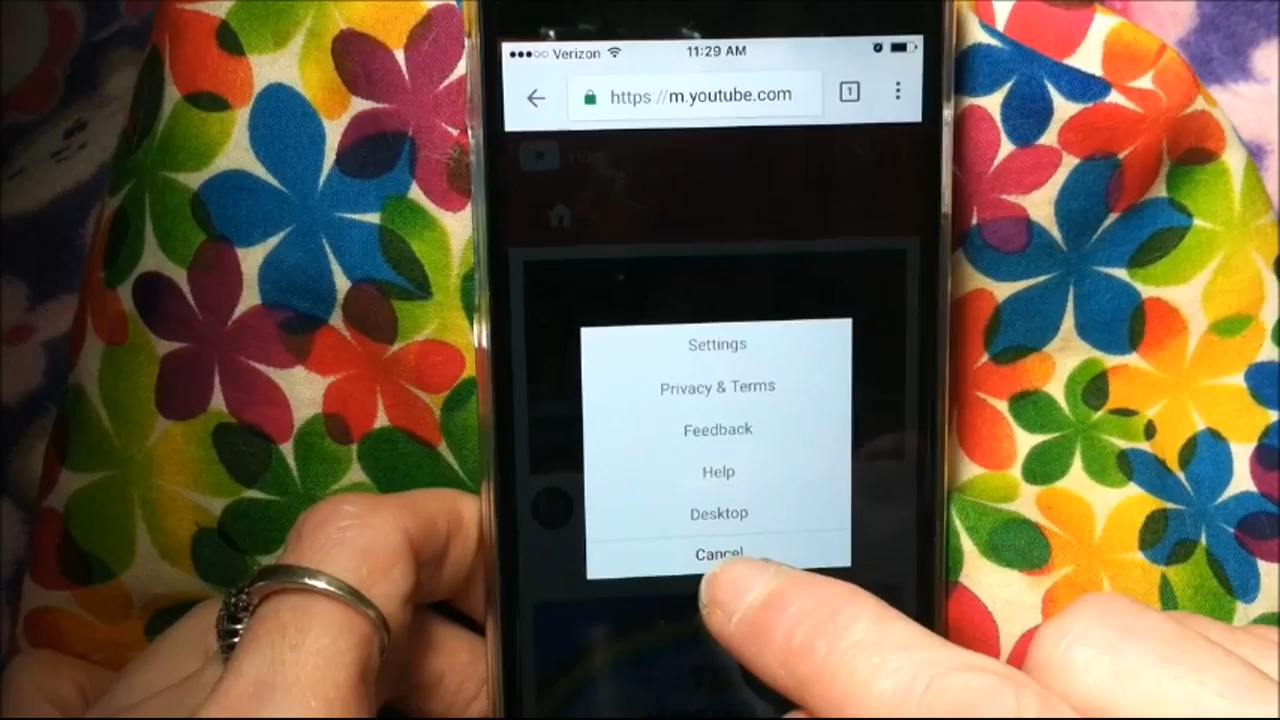 Verizon 11:29 AM
https://m.youtube.com 1
Settings
Privacy & Terms
Feedback
Help
Desktop
Cancel